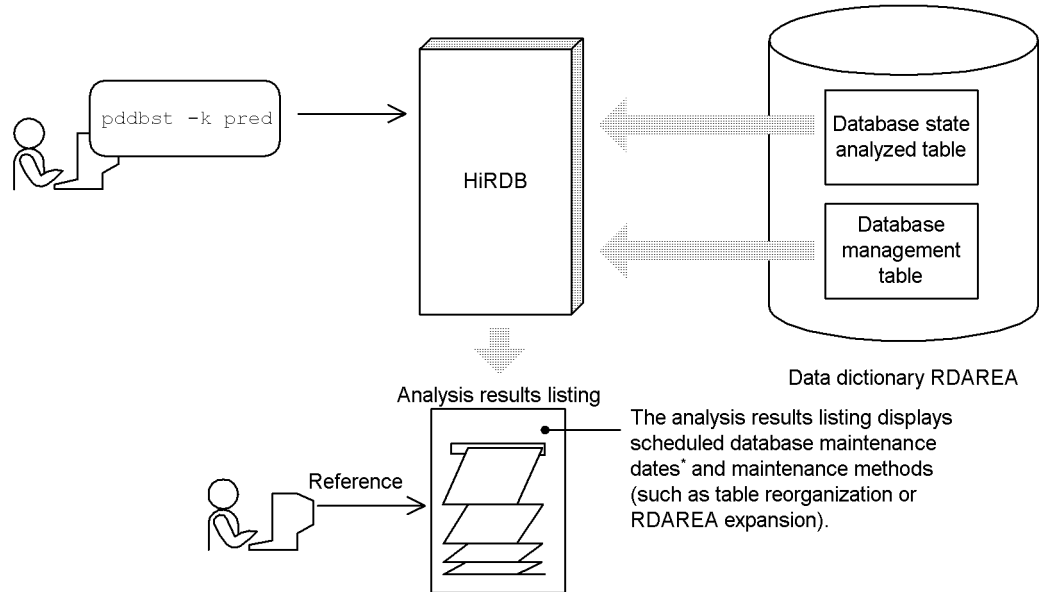 pddbst -k pred
HiRDB
Database state
analyzed table
Database
management
table
Data dictionary RDAREA
Analysis results listing
The analysis results listing displays
scheduled database maintenance
dates* and maintenance methods
(such as table reorganization or
RDAREA expansion).
Reference